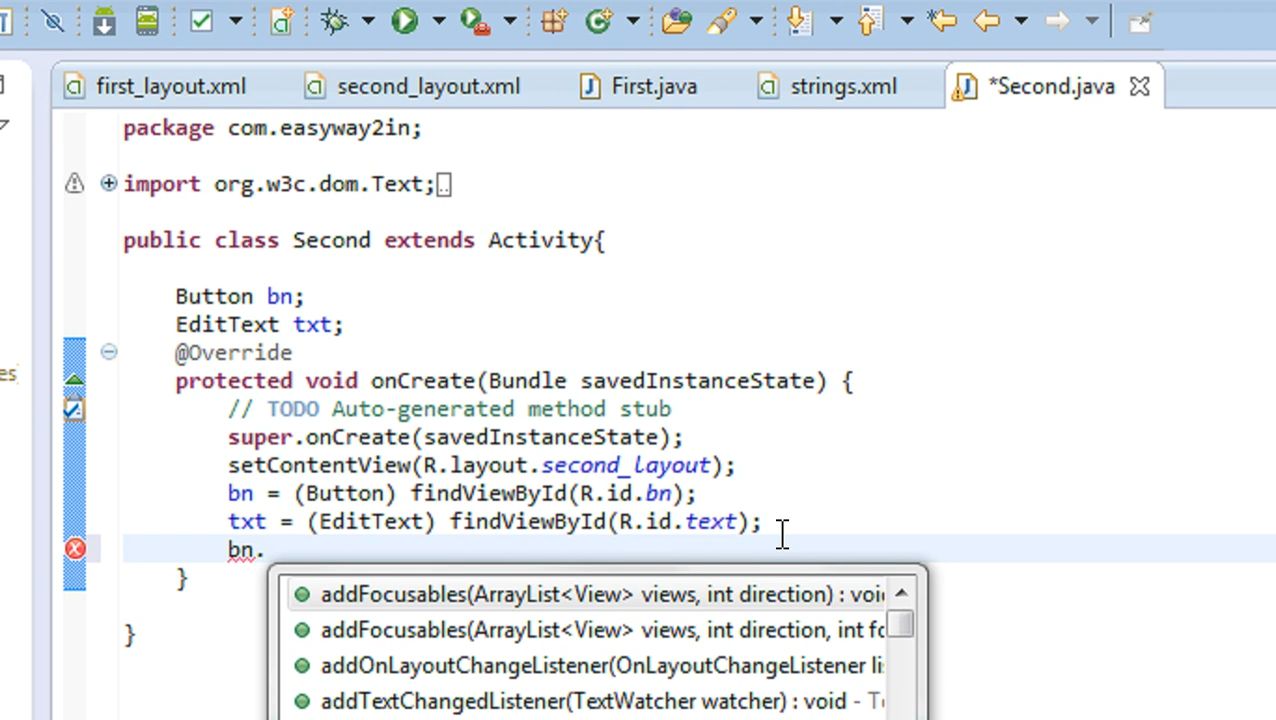 first_layout.xml second_layout.xml First.java strings.xml *Second.java
package com.easyway2in;
import org.w3c.dom.Text;
public class Second extends Activity{
Button bn;
EditText txt;
@Override
protected void onCreate(Bundle savedInstanceState) {
// TODO Auto-generated method stub
super.onCreate(savedInstanceState);
es
setContentView(R.layout.second_layout);
bn = (Button) findViewById(R.id.bn);
txt = (EditText) findViewById(R.id.text);
bn.
}
addFocusables(ArrayList<View> views, int direction) : voi
addFocusables(ArrayList<View> views, int direction, int fo
}
addOnLayoutChangeListener(OnLayoutChangeListener li
addTextChangedListener(TextWatcher watcher) : void - T